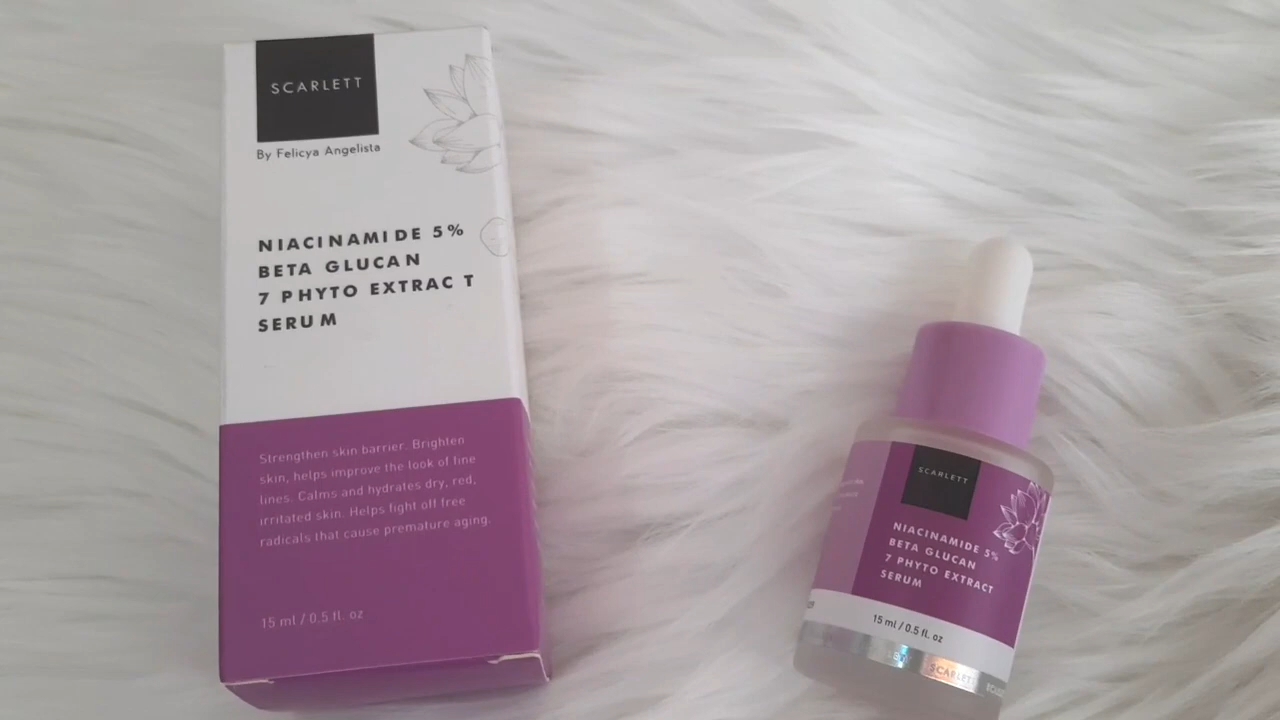 SCARLETT
By Felicya Angelista
NIACINAMIDE 5%
BETA GLUCAN
7 PHYTO EXTRAC T
SERUM
Strengthen skin barrier. Brighten
skin, helps improve the look of fine
lines. Calms and hydrates dry, red,
irritated skin. Helps fight off free
radicals that cause premature aging.
15 ml / 0.5 fl. oz
SCARLETT
NIACINAMIDE 5%
BETA GLUCAN
7 PHYTO EXTRACT
SERUM
15 ml / 0.5 fl. oz
SCARLETT